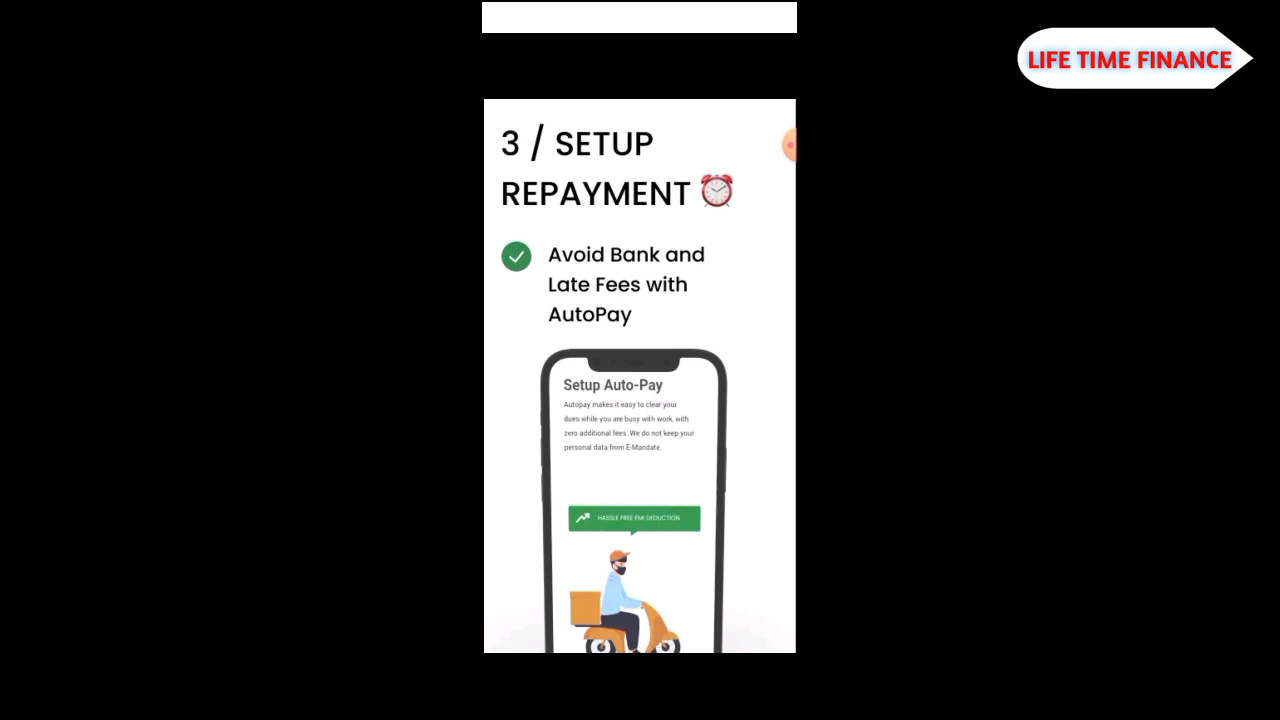 LIFE TIME FINANCE
3 / SETUP
REPAYMENT
Avoid Bank and
Late Fees with
AutoPay
Setup Auto-Pay
Autopay makes it easy to clear your
dues while you are busy with work, with
zero additional fees. We do not keep your
personal data from E-Mandate.
HASSLE FREE EMI DEDUCTION